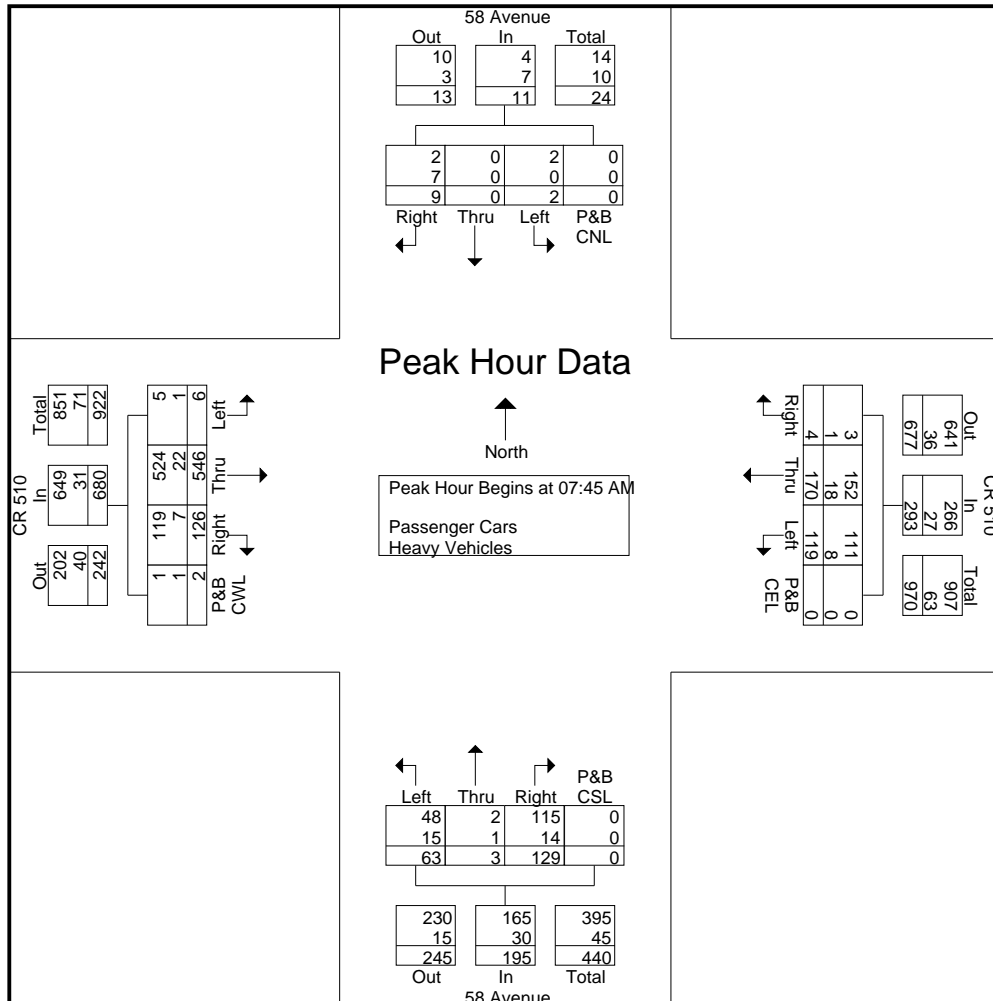 58 Avenue
Out In Total
10 4 14
3 7 10
13 11 24
2 0 2 0
7 0 0 0
9 0 2 0
Right Thru Left P&B
CNL
Peak Hour Data
North
Peak Hour Begins at 07:45 AM
Passenger Cars
Heavy Vehicles
CR 510
Total In Out
851 649 202
71 31 40
922 680 242
5 524 119 1
1 22 7 1
6 546 126 2
Left Thru Right P&B
CWL
CR 510
Out In Total
641 266 907
36 27 63
677 293 970
3 152 111 0
1 18 8 0
4 170 119 0
Right Thru Left P&B
CEL
Left Thru Right P&B
CSL
48 2 115 0
15 1 14 0
63 3 129 0
230 165 395
15 30 45
245 195 440
Out In Total
58 Avenue